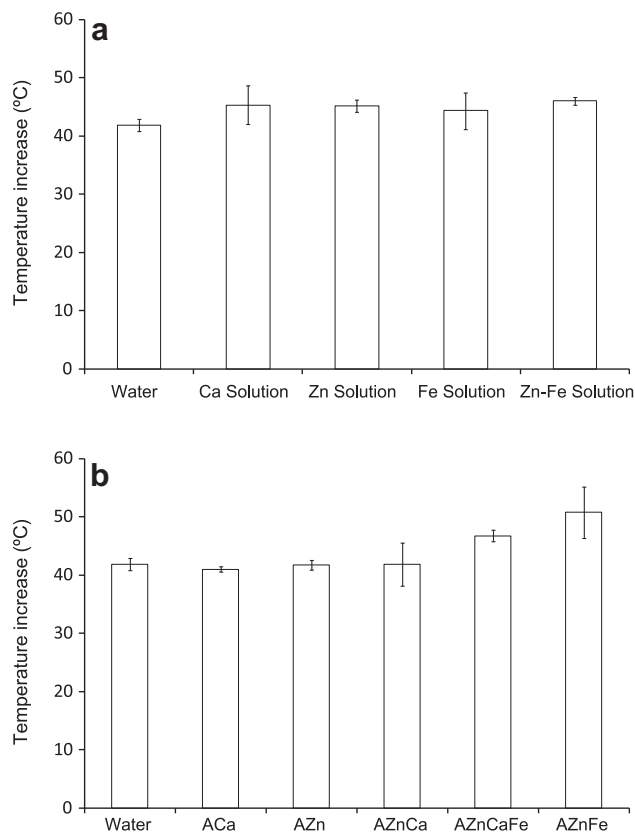 a
Temperature increase (ºC)
60
50
40
30
20
10
0
Water Ca Solution Zn Solution Fe Solution Zn-Fe Solution
b
Temperature increase (ºC)
60
50
40
30
20
10
0
Water ACa AZn AZnCa AZnCaFe AZnFe